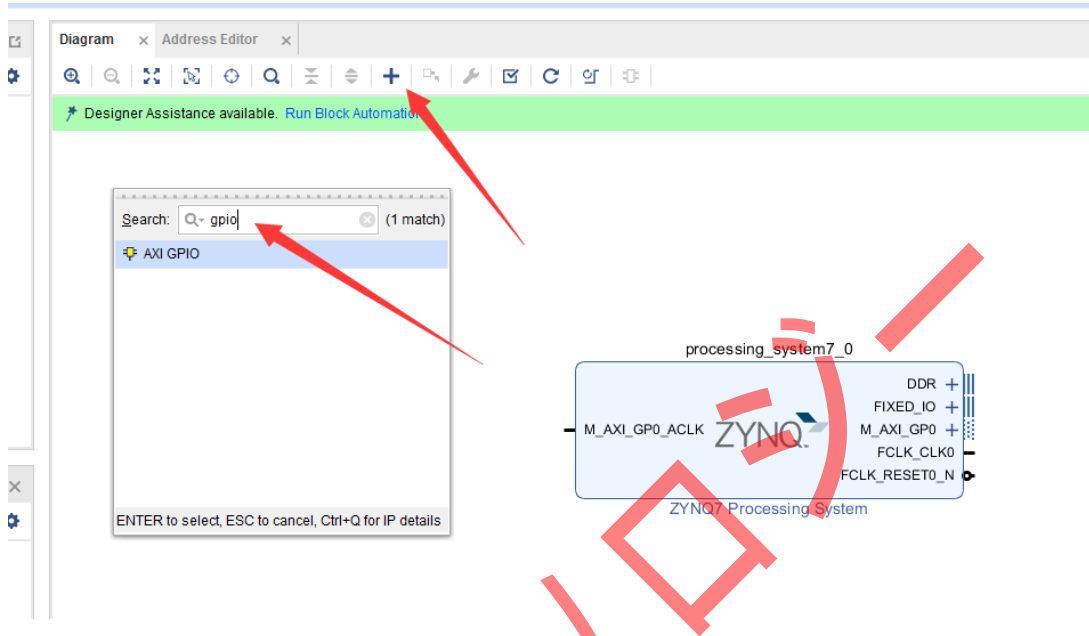 Diagram
Address Editor
Designer Assistance available. Run Block Automation
Search: gpio (1 match)
AXI GPIO
ENTER to select, ESC to cancel, Ctrl+Q for IP details
processing_system7_0
DDR
FIXED_IO
M_AXI_GP0_ACLK
ZYNQ
M_AXI_GP0
FCLK_CLK0
FCLK_RESET0_N
ZYNQ7 Processing System